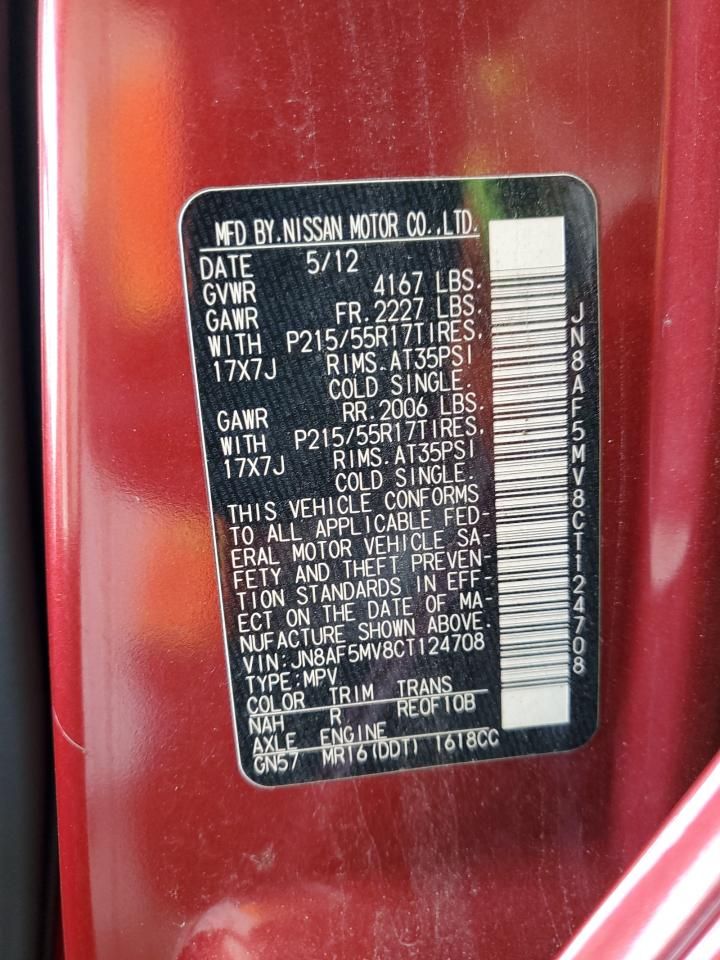 MFD BY.NISSAN MOTOR CO.,LTD.
DATE 5/12
GVWR 4167 LBS.
GAWR FR.2227 LBS.
WITH P215/55R17TIRES,
17X7J RIMS.AT35PSI
COLD SINGLE.
GAWR RR.2006 LBS.
WITH P215/55R17TIRES,
17X7J RIMS.AT35PSI
COLD SINGLE.
THIS VEHICLE CONFORMS
TO ALL APPLICABLE FED-
ERAL MOTOR VEHICLE SA-
FETY AND THEFT PREVEN-
TION STANDARDS IN EFF-
ECT ON THE DATE OF MA-
NUFACTURE SHOWN ABOVE.
VIN:JN8AF5MV8CT124708
TYPE:MPV
COLOR TRIM TRANS
NAH R RE0F10B
AXLE ENGINE
GN57 MR16(DDT) 1618CC
JN8AF5MV8CT124708